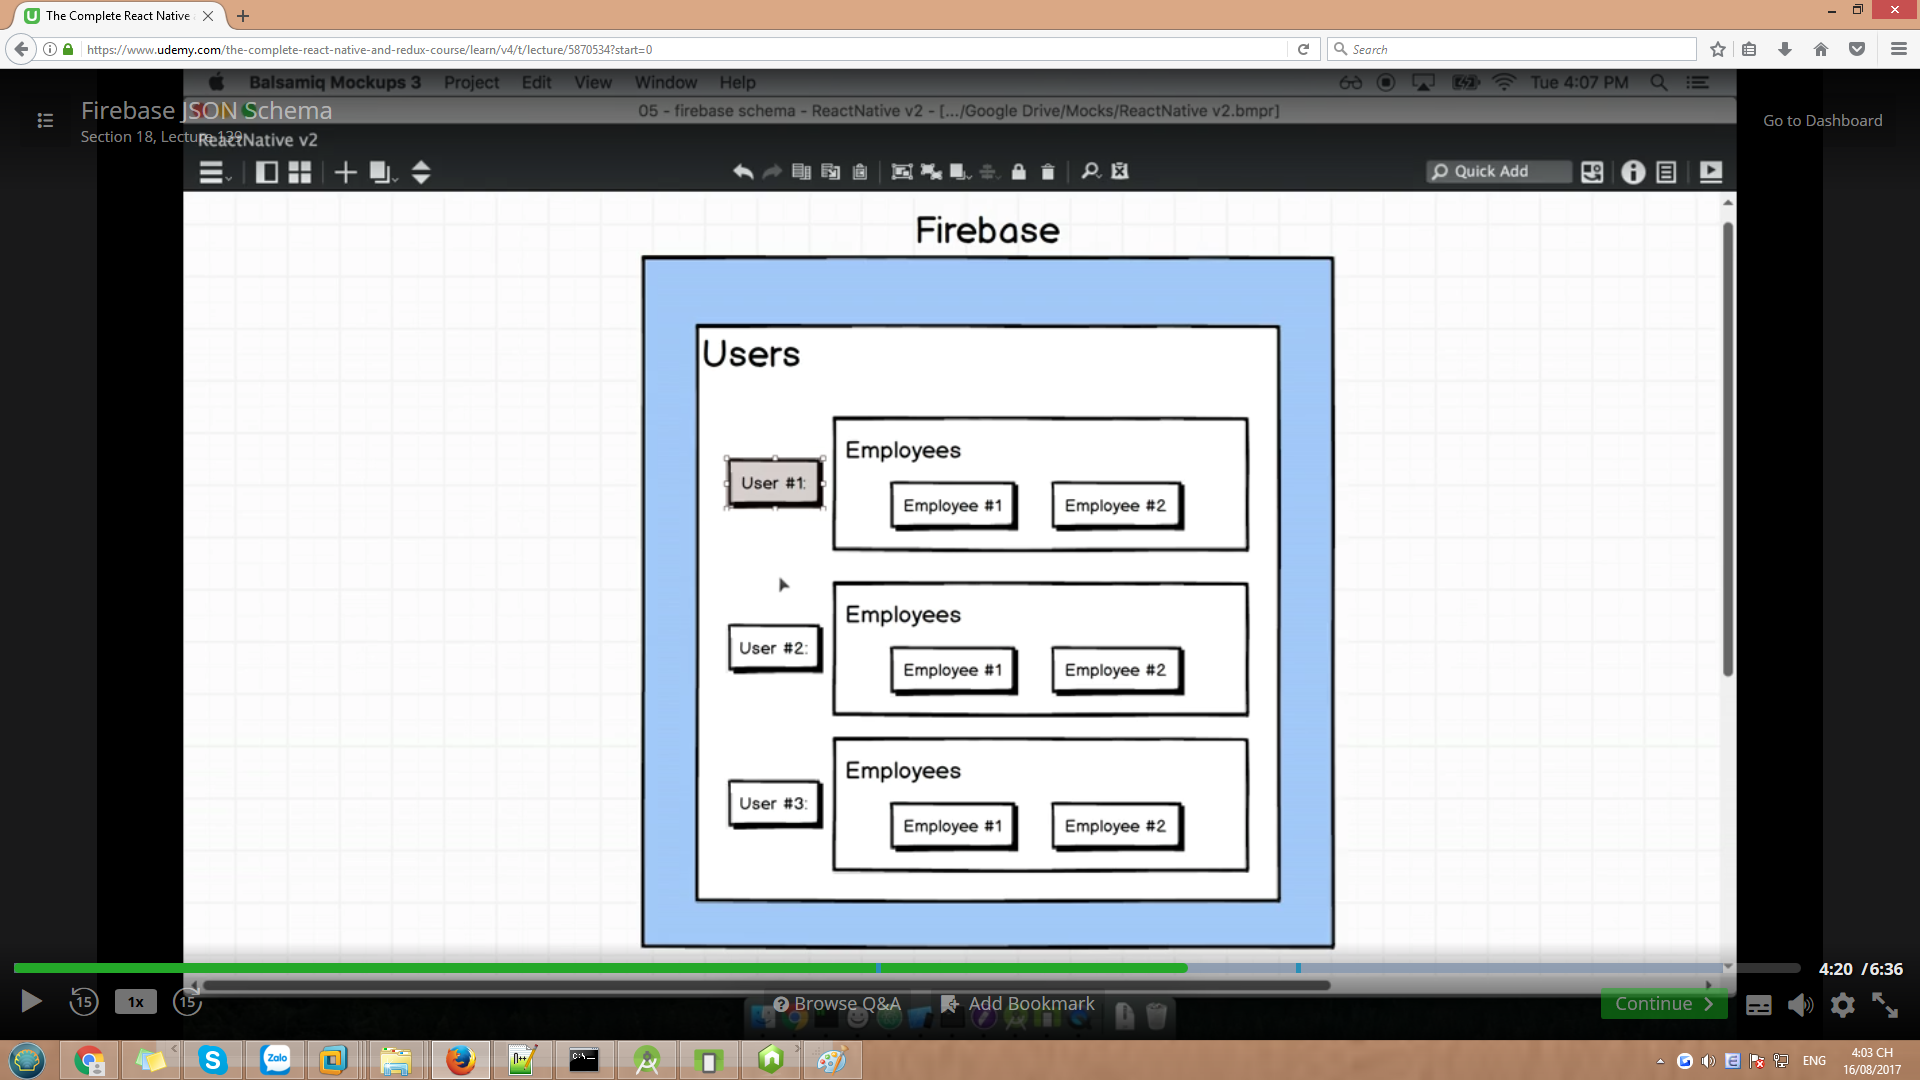 The Complete React Native
https://www.udemy.com/the-complete-react-native-and-redux-course/learn/v4/t/lecture/5870534?start=0
Search
Balsamiq Mockups 3 Project Edit View Window Help
Tue 4:07 PM
Firebase JSON Schema
05 - firebase schema - ReactNative v2 - [.../Google Drive/Mocks/ReactNative v2.bmpr]
Go to Dashboard
Section 18, Lecture 139
ReactNative v2
Quick Add
Firebase
Users
Employees
User #1:
Employee #1 Employee #2
Employees
User #2:
Employee #1 Employee #2
Employees
User #3:
Employee #1 Employee #2
4:20 / 6:36
15 1x 15
Browse Q&A Add Bookmark
Continue
Zalo
C:\._
ENG
4:03 CH
16/08/2017